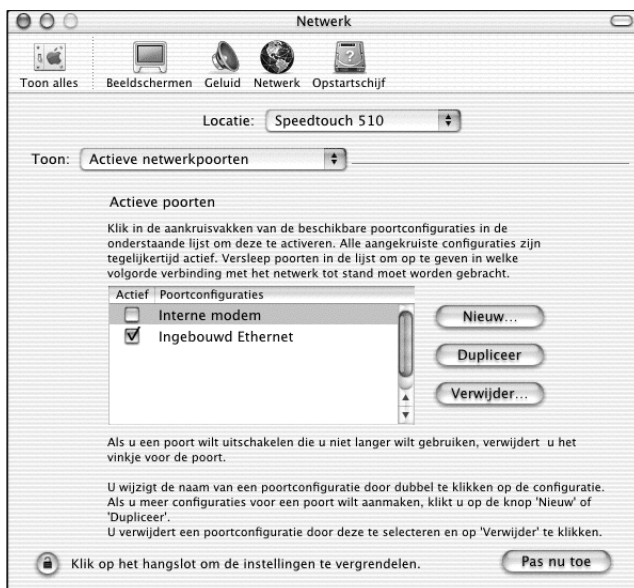 Netwerk
Toon alles
Beeldschermen
Geluid
Netwerk
Opstartschijf
Locatie: Speedtouch 510
Toon: Actieve netwerkpoorten
Actieve poorten
Klik in de aankruisvakken van de beschikbare poortconfiguraties in de
onderstaande lijst om deze te activeren. Alle aangekruiste configuraties zijn
tegelijkertijd actief. Versleep poorten in de lijst om op te geven in welke
volgorde verbinding met het netwerk tot stand moet worden gebracht.
Actief Poortconfiguraties
Interne modem
Ingebouwd Ethernet
Nieuw...
Dupliceer
Verwijder...
Als u een poort wilt uitschakelen die u niet langer wilt gebruiken, verwijdert u het
vinkje voor de poort.
U wijzigt de naam van een poortconfiguratie door dubbel te klikken op de configuratie.
Als u meer configuraties voor een poort wilt aanmaken, klikt u op de knop 'Nieuw' of
'Dupliceer'.
U verwijdert een poortconfiguratie door deze te selecteren en op 'Verwijder' te klikken.
Klik op het hangslot om de instellingen te vergrendelen.
Pas nu toe